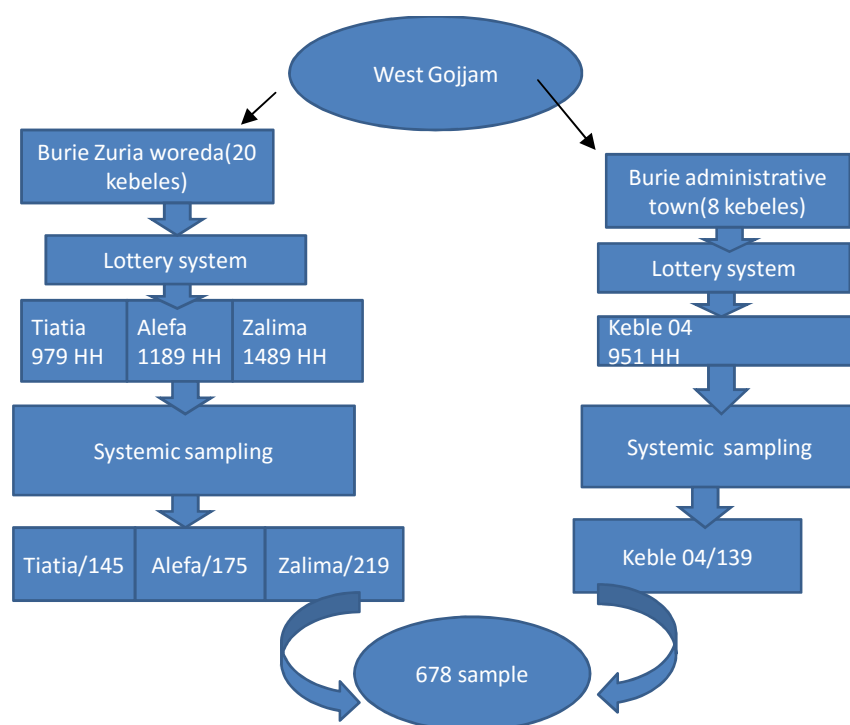 West Gojjam
Burie Zuria woreda(20
kebeles)
Lottery system
Tiatia
979 HH
Alefa
1189 HH
Zalima
1489 HH
Systemic sampling
Tiatia/145
Alefa/175
Zalima/219
Burie administrative
town(8 kebeles)
Lottery system
Keble 04
951 HH
Systemic sampling
Keble 04/139
678 sample